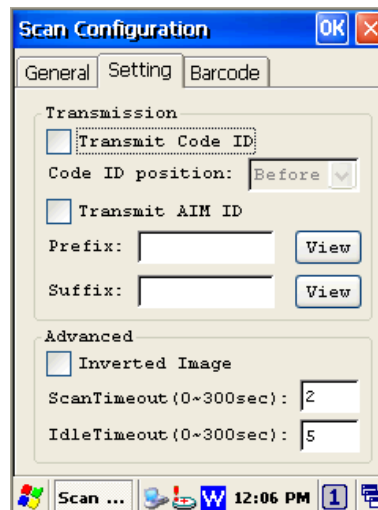 Scan Configuration OK
General Setting Barcode
Transmission
Transmit Code ID
Code ID position: Before
Transmit AIM ID
Prefix: View
Suffix: View
Advanced
Inverted Image
ScanTimeout(0~300sec): 2
IdleTimeout(0~300sec): 5
Scan ... W 12:06 PM 1